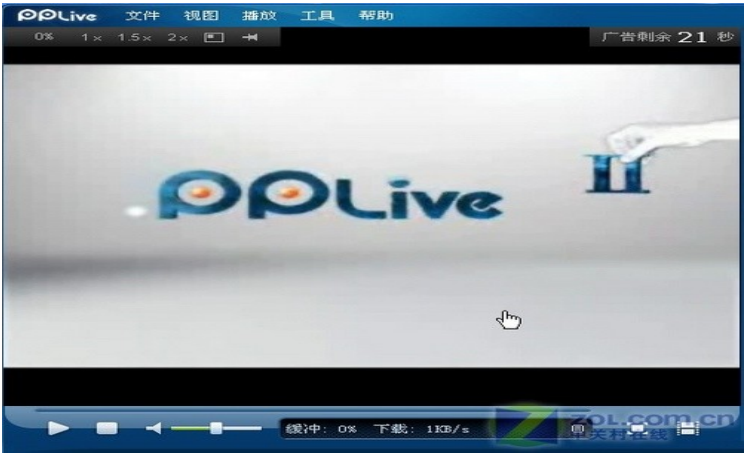 PPLive 文件 视图 播放 工具 帮助
0% 1× 1.5× 2× 广告剩余 21 秒
PPLive II
缓冲: 0% 下载: 1KB/s
ZOL.COM.CN
中关村在线